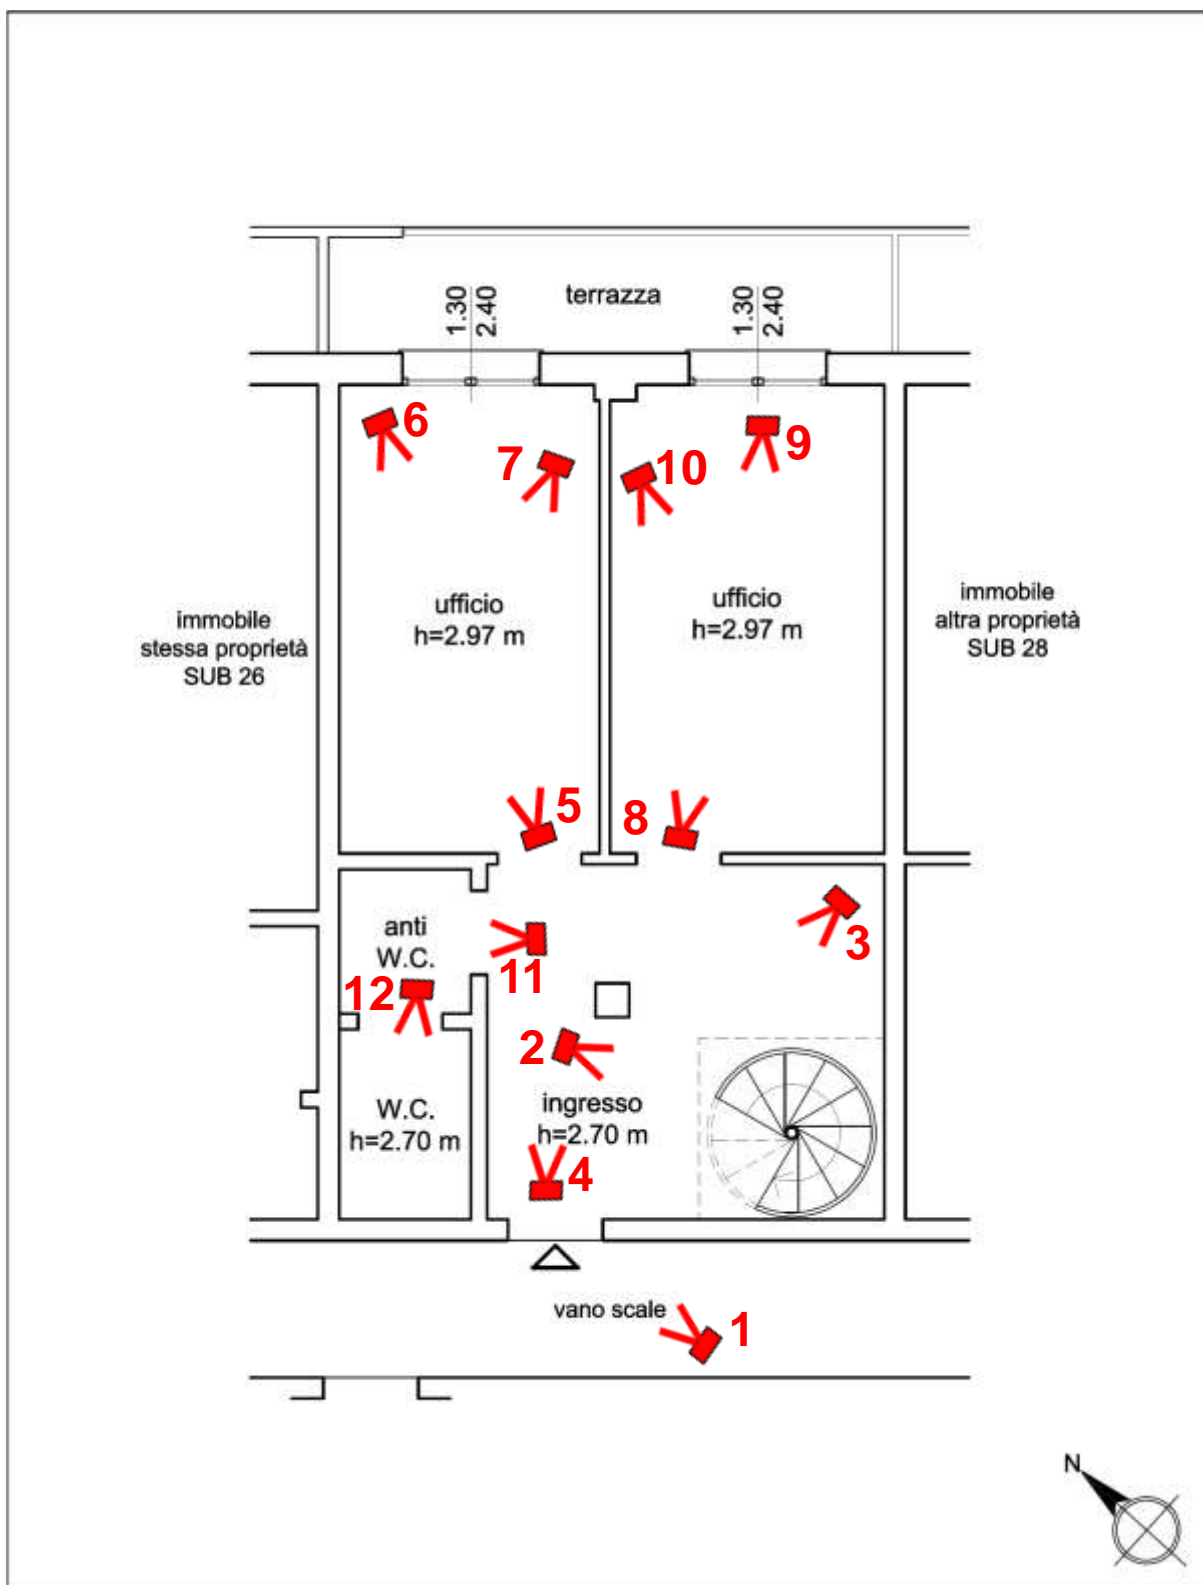 terrazza
1.30
2.40
1.30
2.40
6
7
10
9
ufficio
h=2.97 m
ufficio
h=2.97 m
immobile
stessa proprietà
SUB 26
immobile
altra proprietà
SUB 28
5
8
3
anti
W.C.
11
12
2
W.C.
h=2.70 m
ingresso
h=2.70 m
4
vano scale
1
N